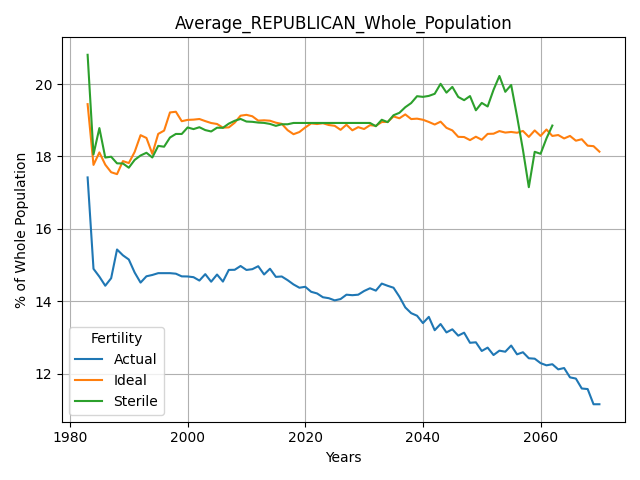 Average_REPUBLICAN_Whole_Population
% of Whole Population
20
18
16
14
12
Fertility
Actual
Ideal
Sterile
1980 2000 2020 2040 2060
Years